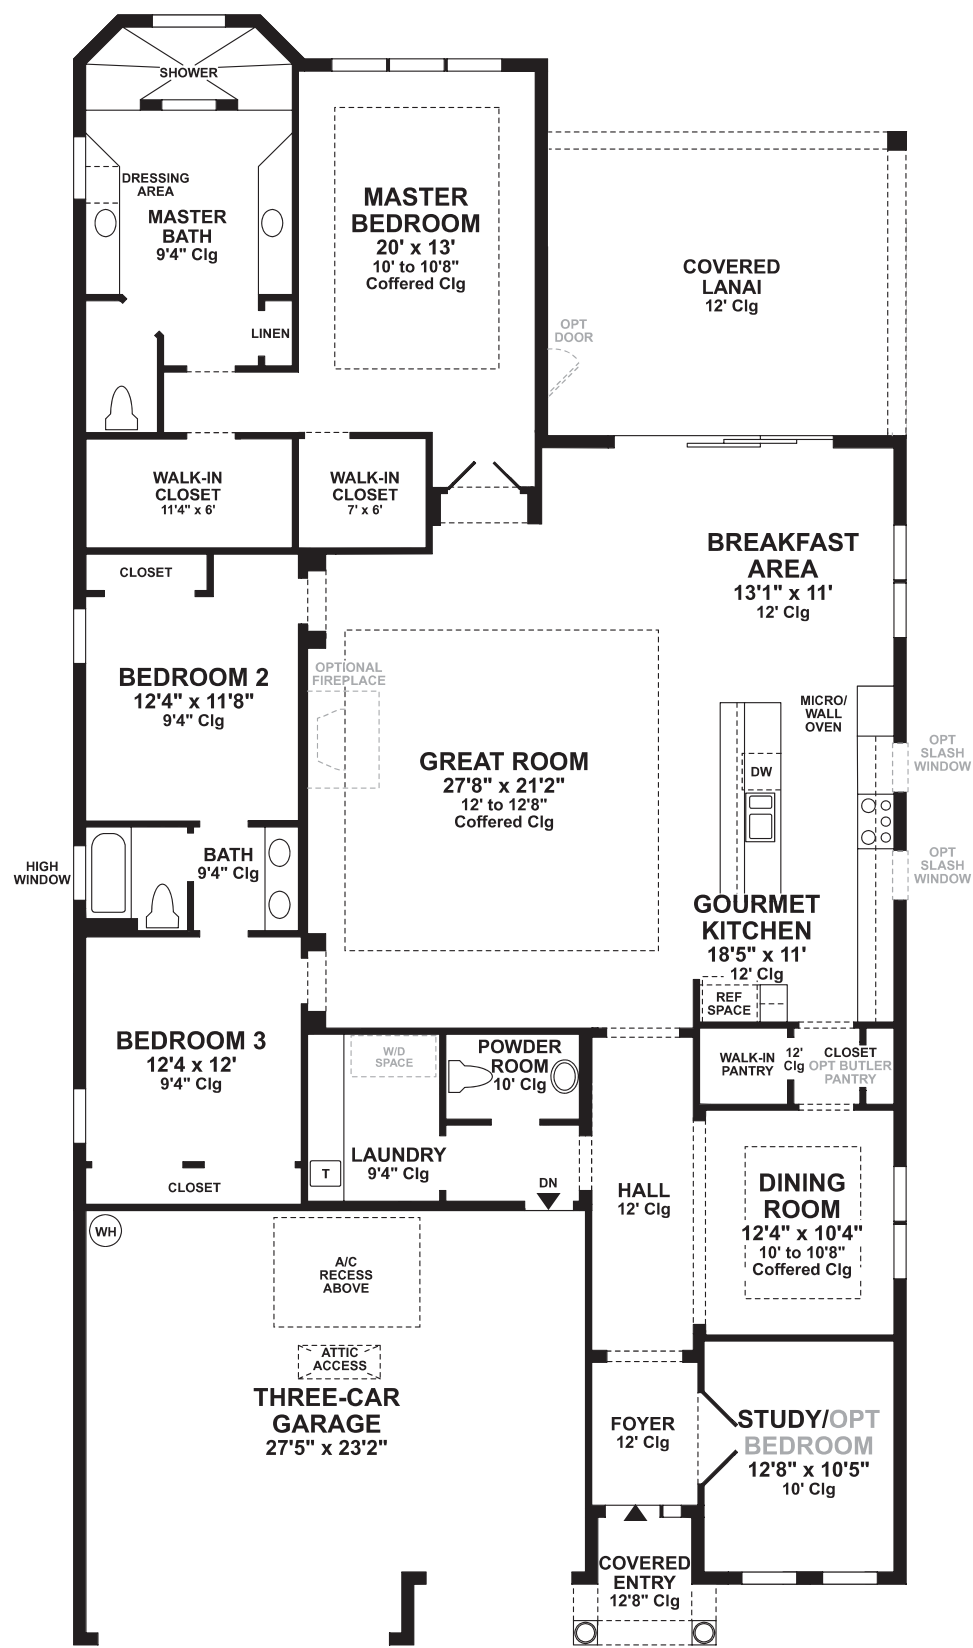 SHOWER
DRESSING
AREA
MASTER
BATH
9'4" Clg
LINEN
MASTER
BEDROOM
20' x 13'
10' to 10'8"
Coffered Clg
COVERED
LANAI
12' Clg
OPT
DOOR
WALK-IN
CLOSET
11'4" x 6'
WALK-IN
CLOSET
7' x 6'
CLOSET
BEDROOM 2
12'4" x 11'8"
9'4" Clg
BREAKFAST
AREA
13'1" x 11'
12' Clg
OPTIONAL
FIREPLACE
GREAT ROOM
27'8" x 21'2"
12' to 12'8"
Coffered Clg
MICRO/
WALL
OVEN
OPT
SLASH
WINDOW
DW
OPT
SLASH
WINDOW
HIGH
WINDOW
BATH
9'4" Clg
GOURMET
KITCHEN
18'5" x 11'
12' Clg
REF
SPACE
BEDROOM 3
12'4 x 12'
9'4" Clg
CLOSET
W/D
SPACE
POWDER
ROOM
10' Clg
WALK-IN
PANTRY
12'
Clg
CLOSET
OPT BUTLER
PANTRY
LAUNDRY
9'4" Clg
T
DN
HALL
12' Clg
DINING
ROOM
12'4" x 10'4"
10' to 10'8"
Coffered Clg
WH
A/C
RECESS
ABOVE
ATTIC
ACCESS
THREE-CAR
GARAGE
27'5" x 23'2"
FOYER
12' Clg
STUDY/OPT
BEDROOM
12'8" x 10'5"
10' Clg
COVERED
ENTRY
12'8" Clg